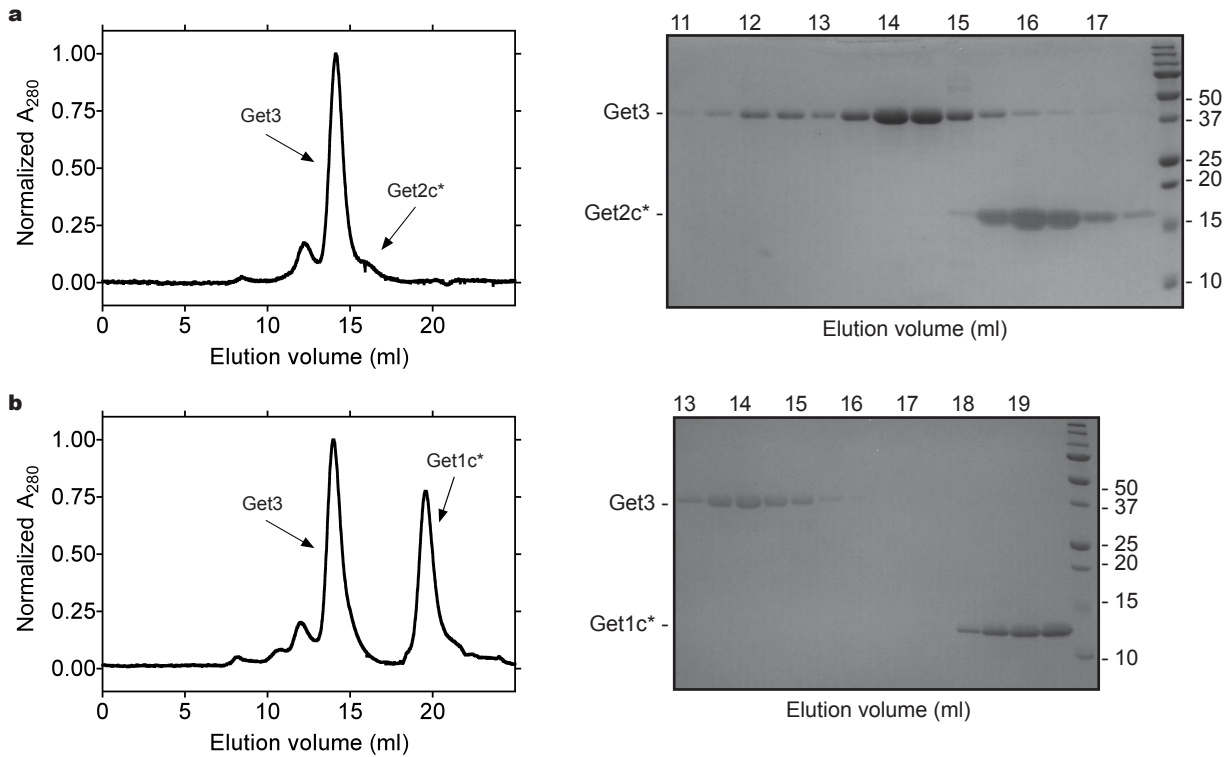 a
1.00
0.75
0.50
0.25
0.00
Normalized A280
Get3
Get2c*
0 5 10 15 20
Elution volume (ml)
11 12 13 14 15 16 17
Get3 -
Get2c* -
- 50
- 37
- 25
- 20
- 15
- 10
Elution volume (ml)
b
1.00
0.75
0.50
0.25
0.00
Normalized A280
Get3
Get1c*
0 5 10 15 20
Elution volume (ml)
13 14 15 16 17 18 19
Get3 -
Get1c* -
- 50
- 37
- 25
- 20
- 15
- 10
Elution volume (ml)